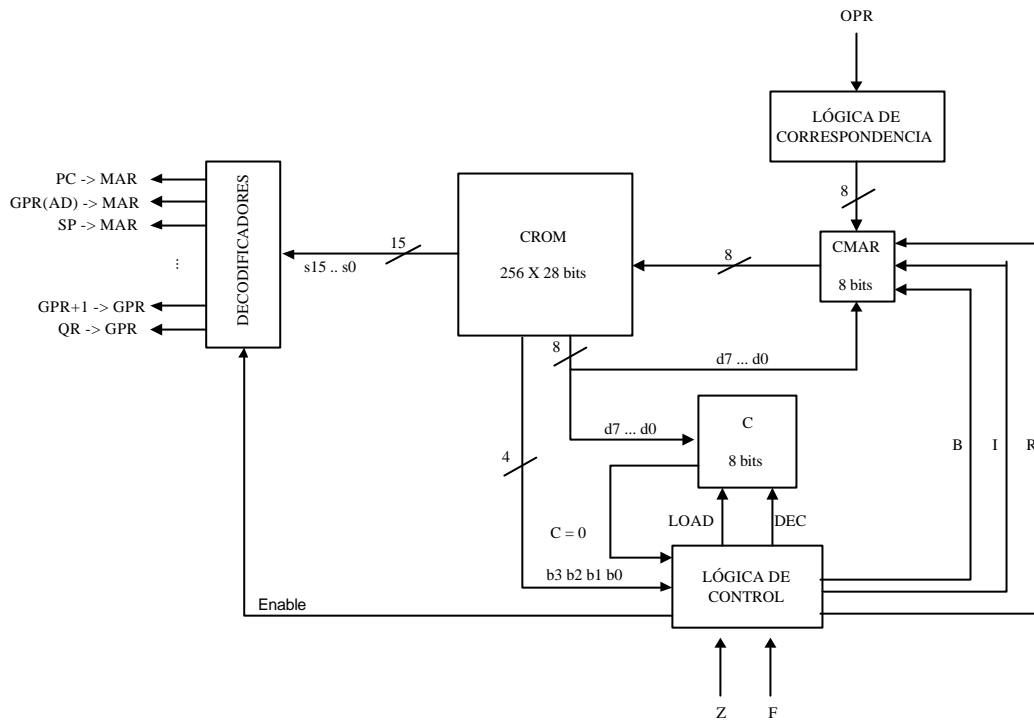 OPR
LÓGICA DE
CORRESPONDENCIA
8
PC -> MAR
GPR(AD) -> MAR
SP -> MAR
...
GPR+1 -> GPR
QR -> GPR
DECODIFICADORES
15
s15 .. s0
CROM
256 X 28 bits
8
CMAR
8 bits
8
d7 ... d0
d7 ... d0
C
8 bits
4
B
I
R
LOAD
DEC
C = 0
b3 b2 b1 b0
LÓGICA DE
CONTROL
Enable
Z
F